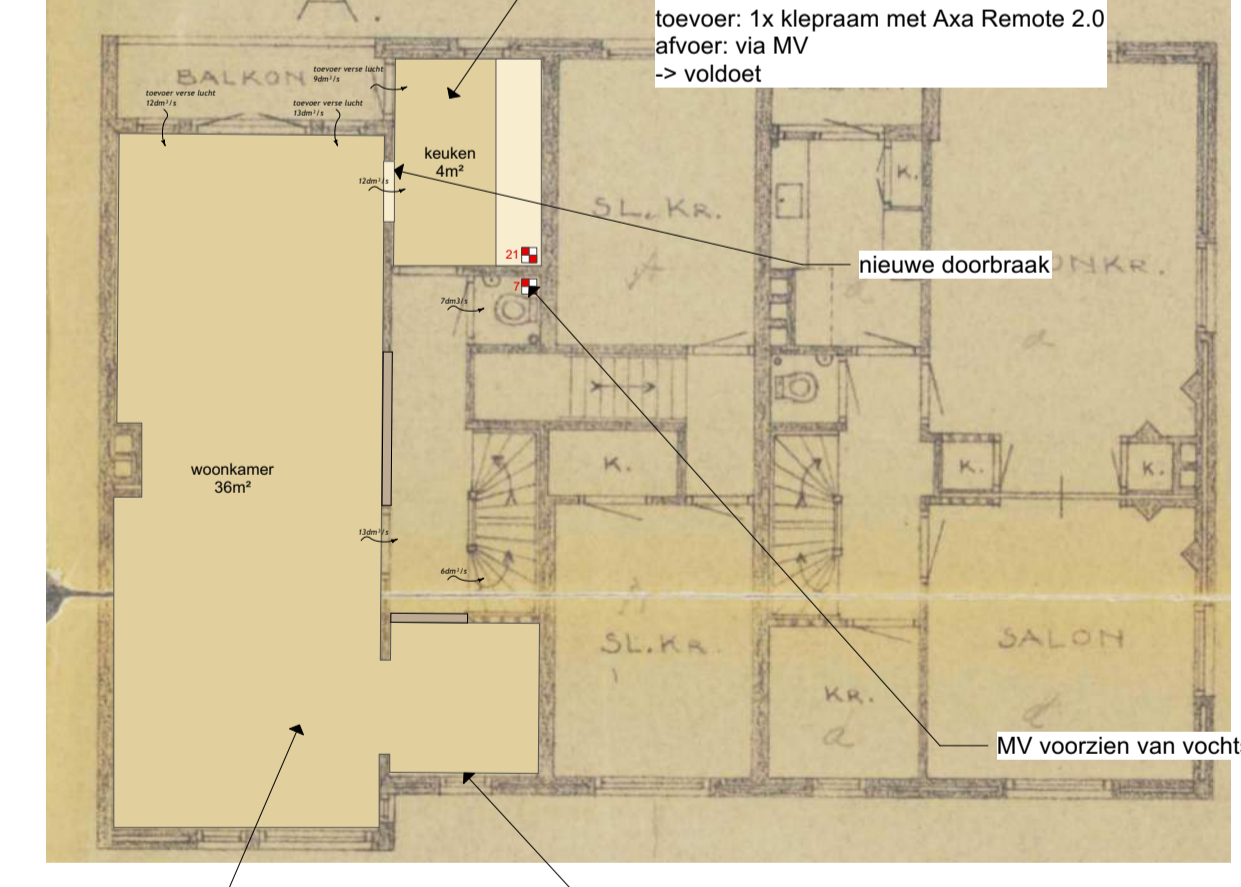 A.
toevoer: 1x klepraam met Axa Remote 2.0
afvoer: via MV
-> voldoet
BALKON
toevoer verse lucht
9dm³/s
toevoer verse lucht
12dm³/s
toevoer verse lucht
13dm³/s
keuken
4m²
12dm³/s
SL.KR.
K.
21
nieuwe doorbraak
ONKR.
7
7dm3/s
a
woonkamer
36m²
K.
K.
K.
13dm³/s
6dm³/s
SL.KR.
SALON
KR.
a
MV voorzien van vochts